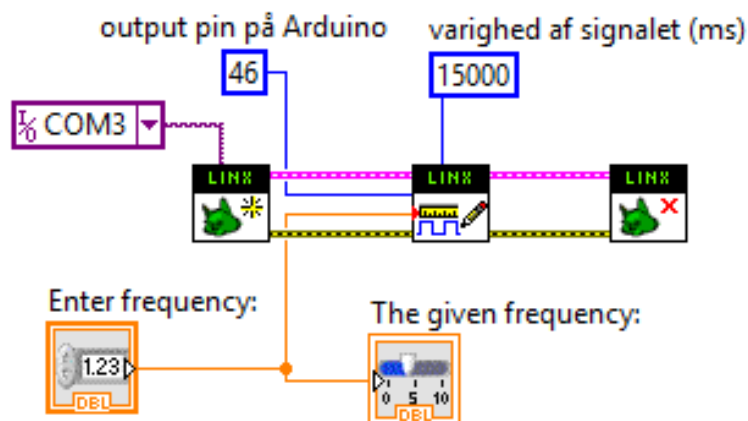 output pin på Arduino
varighed af signalet (ms)
46
15000
I/O COM3
LINX
LINX
LINX
Enter frequency:
The given frequency:
1.23
DBL
0 5 10
DBL